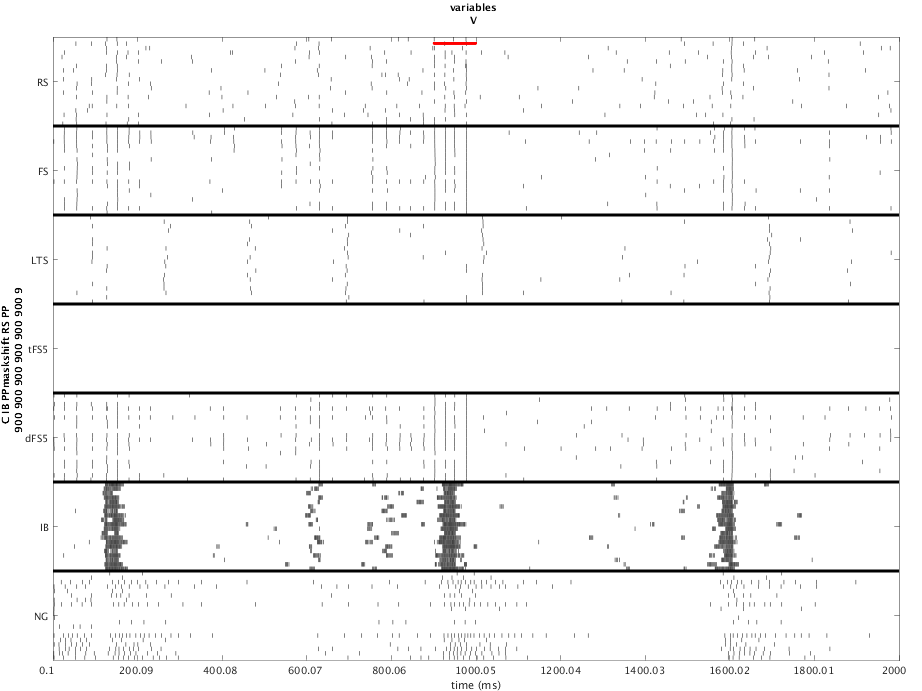 variables
V
RS
FS
LTS
tFS5
dFS5
IB
NG
C IB PPmaskshift RS PP
900 900 900 900 900 900 9
0.1 200.09 400.08 600.07 800.06 1000.05 1200.04 1400.03 1600.02 1800.01
time (ms)